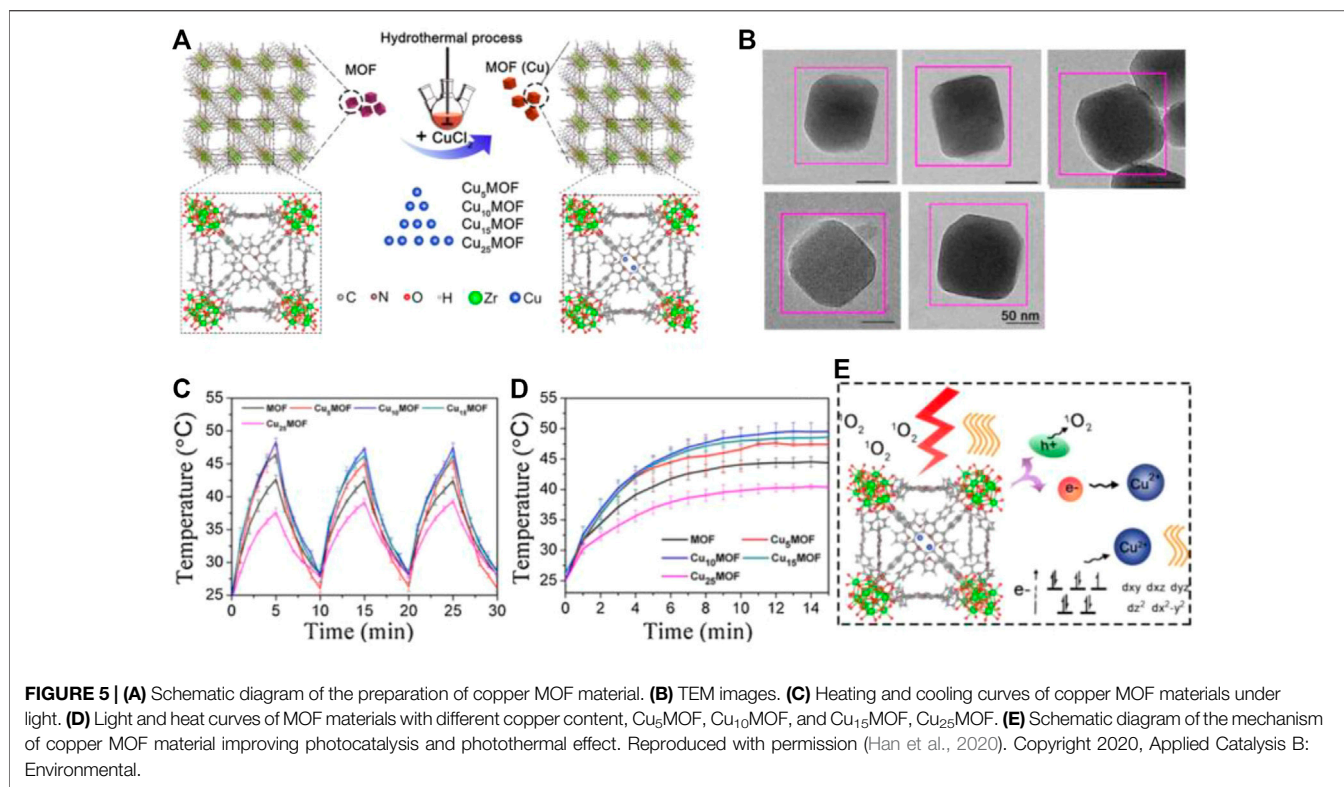 A
Hydrothermal process
MOF
MOF (Cu)
+ CuCl2
Cu5MOF
Cu10MOF
Cu15MOF
Cu25MOF
C N O H Zr Cu
B
50 nm
C
Temperature (°C)
55
50
45
40
35
30
25
MOF Cu5MOF Cu10MOF Cu15MOF
Cu25MOF
0 5 10 15 20 25 30
Time (min)
D
Temperature (°C)
55
50
45
40
35
30
25
MOF Cu5MOF
Cu10MOF Cu15MOF
Cu25MOF
0 2 4 6 8 10 12 14
Time (min)
E
1O2
1O2
1O2
1O2
h+
e-
Cu2+
Cu2+
e-
dxy dxz dyz
dz2 dx2-y2
FIGURE 5 | (A) Schematic diagram of the preparation of copper MOF material. (B) TEM images. (C) Heating and cooling curves of copper MOF materials under
light. (D) Light and heat curves of MOF materials with different copper content, Cu5MOF, Cu10MOF, and Cu15MOF, Cu25MOF. (E) Schematic diagram of the mechanism
of copper MOF material improving photocatalysis and photothermal effect. Reproduced with permission (Han et al., 2020). Copyright 2020, Applied Catalysis B:
Environmental.